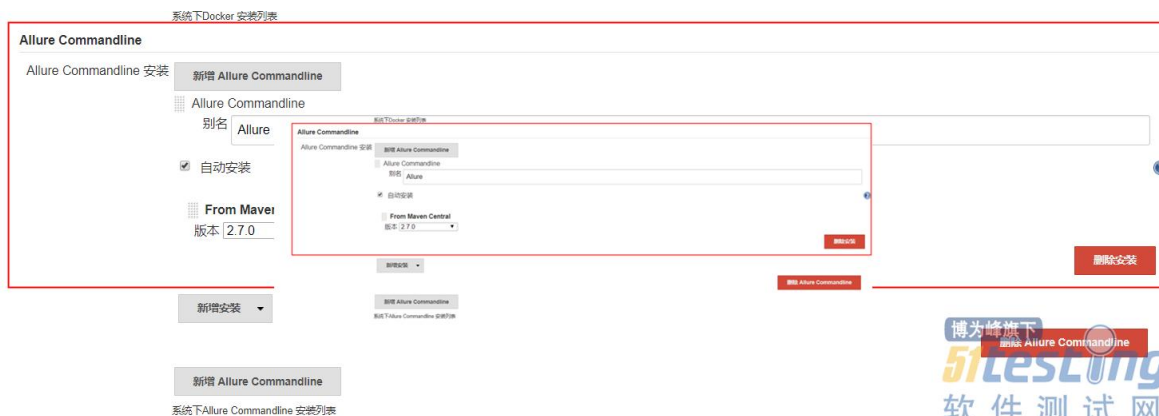 系统下Docker 安装列表
Allure Commandline
Allure Commandline 安装
新增 Allure Commandline
Allure Commandline
别名 Allure
自动安装
From Maven
版本 2.7.0
删除安装
新增安装
删除 Allure Commandline
新增 Allure Commandline
系统下Allure Commandline 安装列表
系统下Docker 安装列表
Allure Commandline
Allure Commandline 安装
新增 Allure Commandline
Allure Commandline
别名 Allure
自动安装
From Maven Central
版本 2.7.0
删除安装
新增安装
删除 Allure Commandline
新增 Allure Commandline
系统下Allure Commandline 安装列表
博为峰旗下
51testing
软件测试网